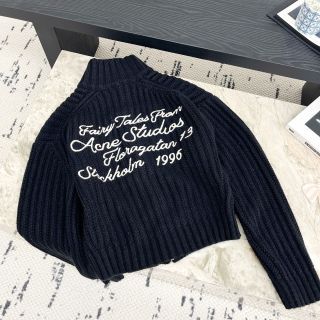 Fairy Tales From
Acne Studios
Floragatan 13
Stockholm 1996